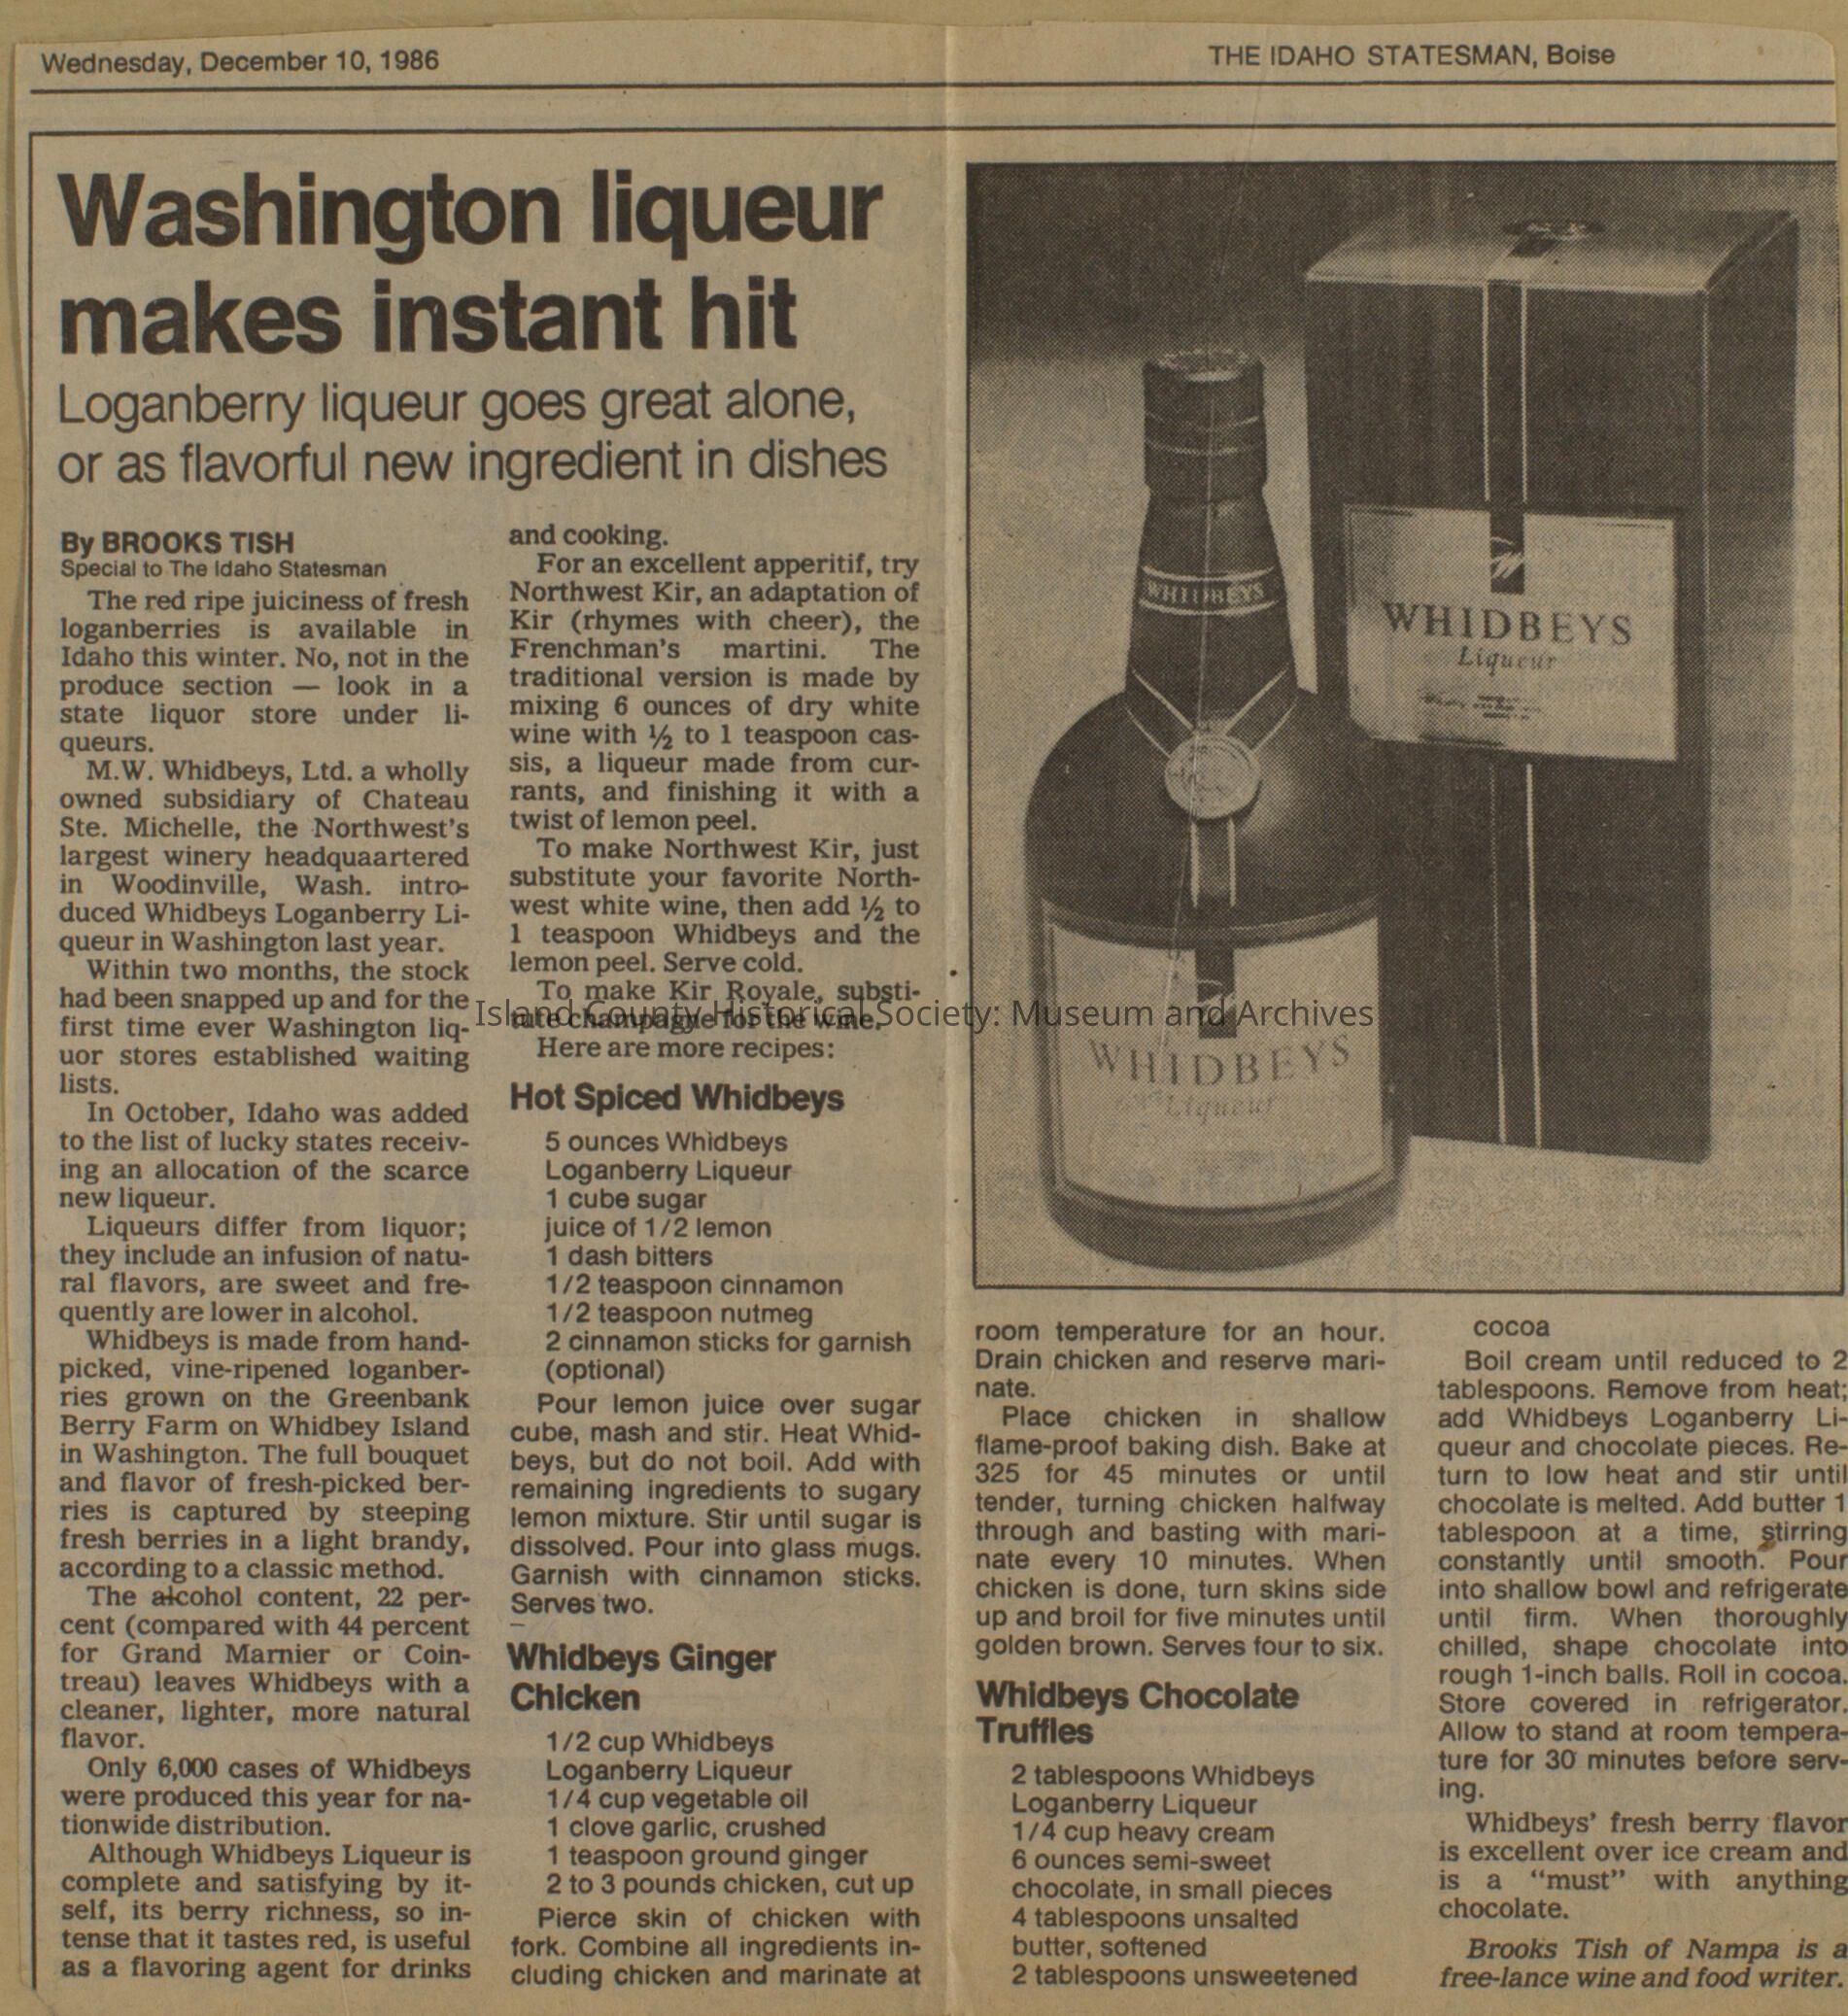 Wednesday, December 10, 1986
THE IDAHO STATESMAN, Boise
Washington liqueur
makes instant hit
Loganberry liqueur goes great alone,
or as flavorful new ingredient in dishes
By BROOKS TISH
Special to The Idaho Statesman
The red ripe juiciness of fresh
loganberries is available in
Idaho this winter. No, not in the
produce section — look in a
state liquor store under li-
queurs.
M.W. Whidbeys, Ltd. a wholly
owned subsidiary of Chateau
Ste. Michelle, the Northwest's
largest winery headquaartered
in Woodinville, Wash. intro-
duced Whidbeys Loganberry Li-
queur in Washington last year.
Within two months, the stock
had been snapped up and for the
first time ever Washington liq-
uor stores established waiting
lists.
In October, Idaho was added
to the list of lucky states receiv-
ing an allocation of the scarce
new liqueur.
Liqueurs differ from liquor;
they include an infusion of natu-
ral flavors, are sweet and fre-
quently are lower in alcohol.
Whidbeys is made from hand-
picked, vine-ripened loganber-
ries grown on the Greenbank
Berry Farm on Whidbey Island
in Washington. The full bouquet
and flavor of fresh-picked ber-
ries is captured by steeping
fresh berries in a light brandy,
according to a classic method.
The alcohol content, 22 per-
cent (compared with 44 percent
for Grand Marnier or Coin-
treau) leaves Whidbeys with a
cleaner, lighter, more natural
flavor.
Only 6,000 cases of Whidbeys
were produced this year for na-
tionwide distribution.
Although Whidbeys Liqueur is
complete and satisfying by it-
self, its berry richness, so in-
tense that it tastes red, is useful
as a flavoring agent for drinks
and cooking.
For an excellent apperitif, try
Northwest Kir, an adaptation of
Kir (rhymes with cheer), the
Frenchman's martini. The
traditional version is made by
mixing 6 ounces of dry white
wine with ½ to 1 teaspoon cas-
sis, a liqueur made from cur-
rants, and finishing it with a
twist of lemon peel.
To make Northwest Kir, just
substitute your favorite North-
west white wine, then add ½ to
1 teaspoon Whidbeys and the
lemon peel. Serve cold.
To make Kir Royale, substi-
tute champagne for the wine.
Here are more recipes:
Hot Spiced Whidbeys
5 ounces Whidbeys
Loganberry Liqueur
1 cube sugar
juice of 1/2 lemon
1 dash bitters
1/2 teaspoon cinnamon
1/2 teaspoon nutmeg
2 cinnamon sticks for garnish
(optional)
Pour lemon juice over sugar
cube, mash and stir. Heat Whid-
beys, but do not boil. Add with
remaining ingredients to sugary
lemon mixture. Stir until sugar is
dissolved. Pour into glass mugs.
Garnish with cinnamon sticks.
Serves two.
Whidbeys Ginger
Chicken
1/2 cup Whidbeys
Loganberry Liqueur
1/4 cup vegetable oil
1 clove garlic, crushed
1 teaspoon ground ginger
2 to 3 pounds chicken, cut up
Pierce skin of chicken with
fork. Combine all ingredients in-
cluding chicken and marinate at
WHIDBEYS
WHIDBEYS
Liqueur
WHIDBEYS
Liqueur
Island County Historical Society: Museum and Archives
room temperature for an hour.
Drain chicken and reserve mari-
nate.
Place chicken in shallow
flame-proof baking dish. Bake at
325 for 45 minutes or until
tender, turning chicken halfway
through and basting with mari-
nate every 10 minutes. When
chicken is done, turn skins side
up and broil for five minutes until
golden brown. Serves four to six.
Whidbeys Chocolate
Truffles
2 tablespoons Whidbeys
Loganberry Liqueur
1/4 cup heavy cream
6 ounces semi-sweet
chocolate, in small pieces
4 tablespoons unsalted
butter, softened
2 tablespoons unsweetened
cocoa
Boil cream until reduced to 2
tablespoons. Remove from heat;
add Whidbeys Loganberry Li-
queur and chocolate pieces. Re-
turn to low heat and stir until
chocolate is melted. Add butter 1
tablespoon at a time, stirring
constantly until smooth. Pour
into shallow bowl and refrigerate
until firm. When thoroughly
chilled, shape chocolate into
rough 1-inch balls. Roll in cocoa.
Store covered in refrigerator.
Allow to stand at room tempera-
ture for 30 minutes before serv-
ing.
Whidbeys' fresh berry flavor
is excellent over ice cream and
is a “must” with anything
chocolate.
Brooks Tish of Nampa is a
free-lance wine and food writer.